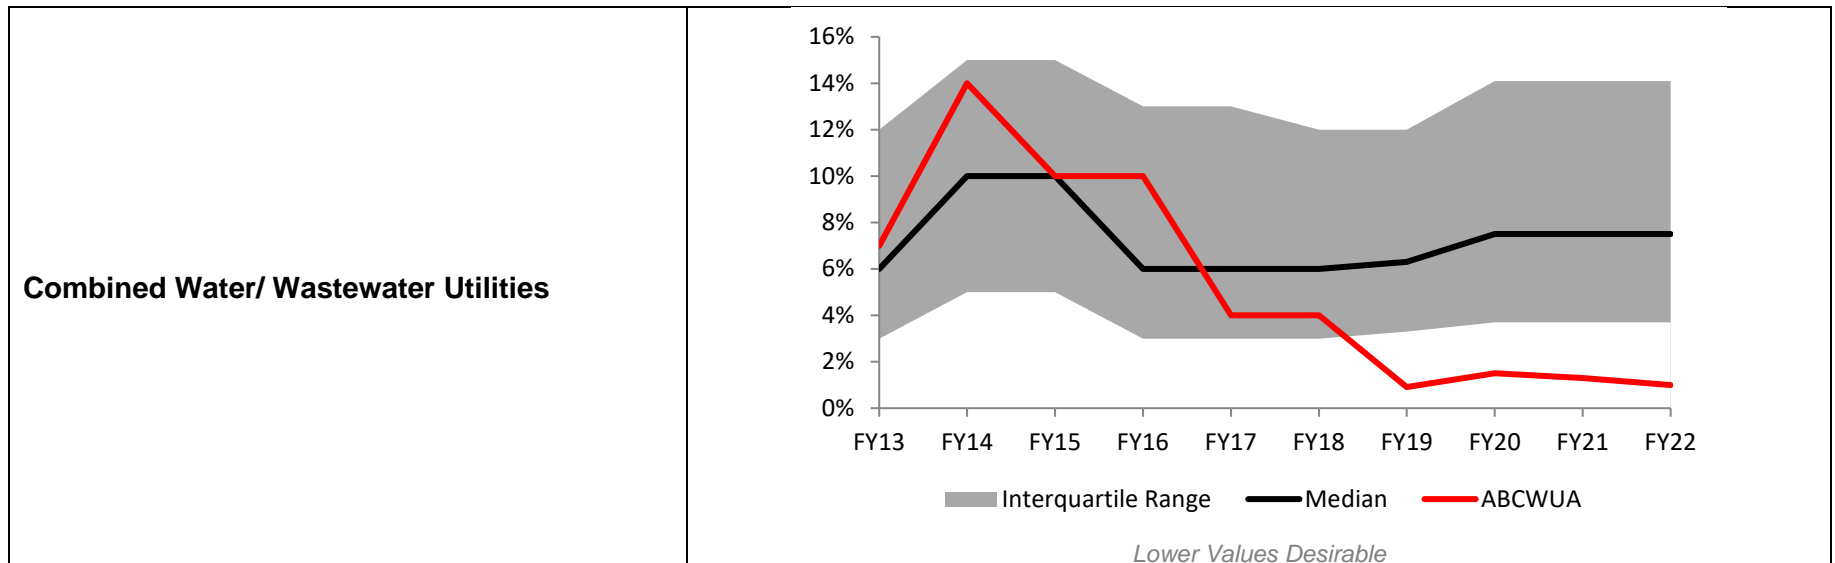 Combined Water/ Wastewater Utilities
16%
14%
12%
10%
8%
6%
4%
2%
0%
FY13 FY14 FY15 FY16 FY17 FY18 FY19 FY20 FY21 FY22
Interquartile Range Median ABCWUA
Lower Values Desirable